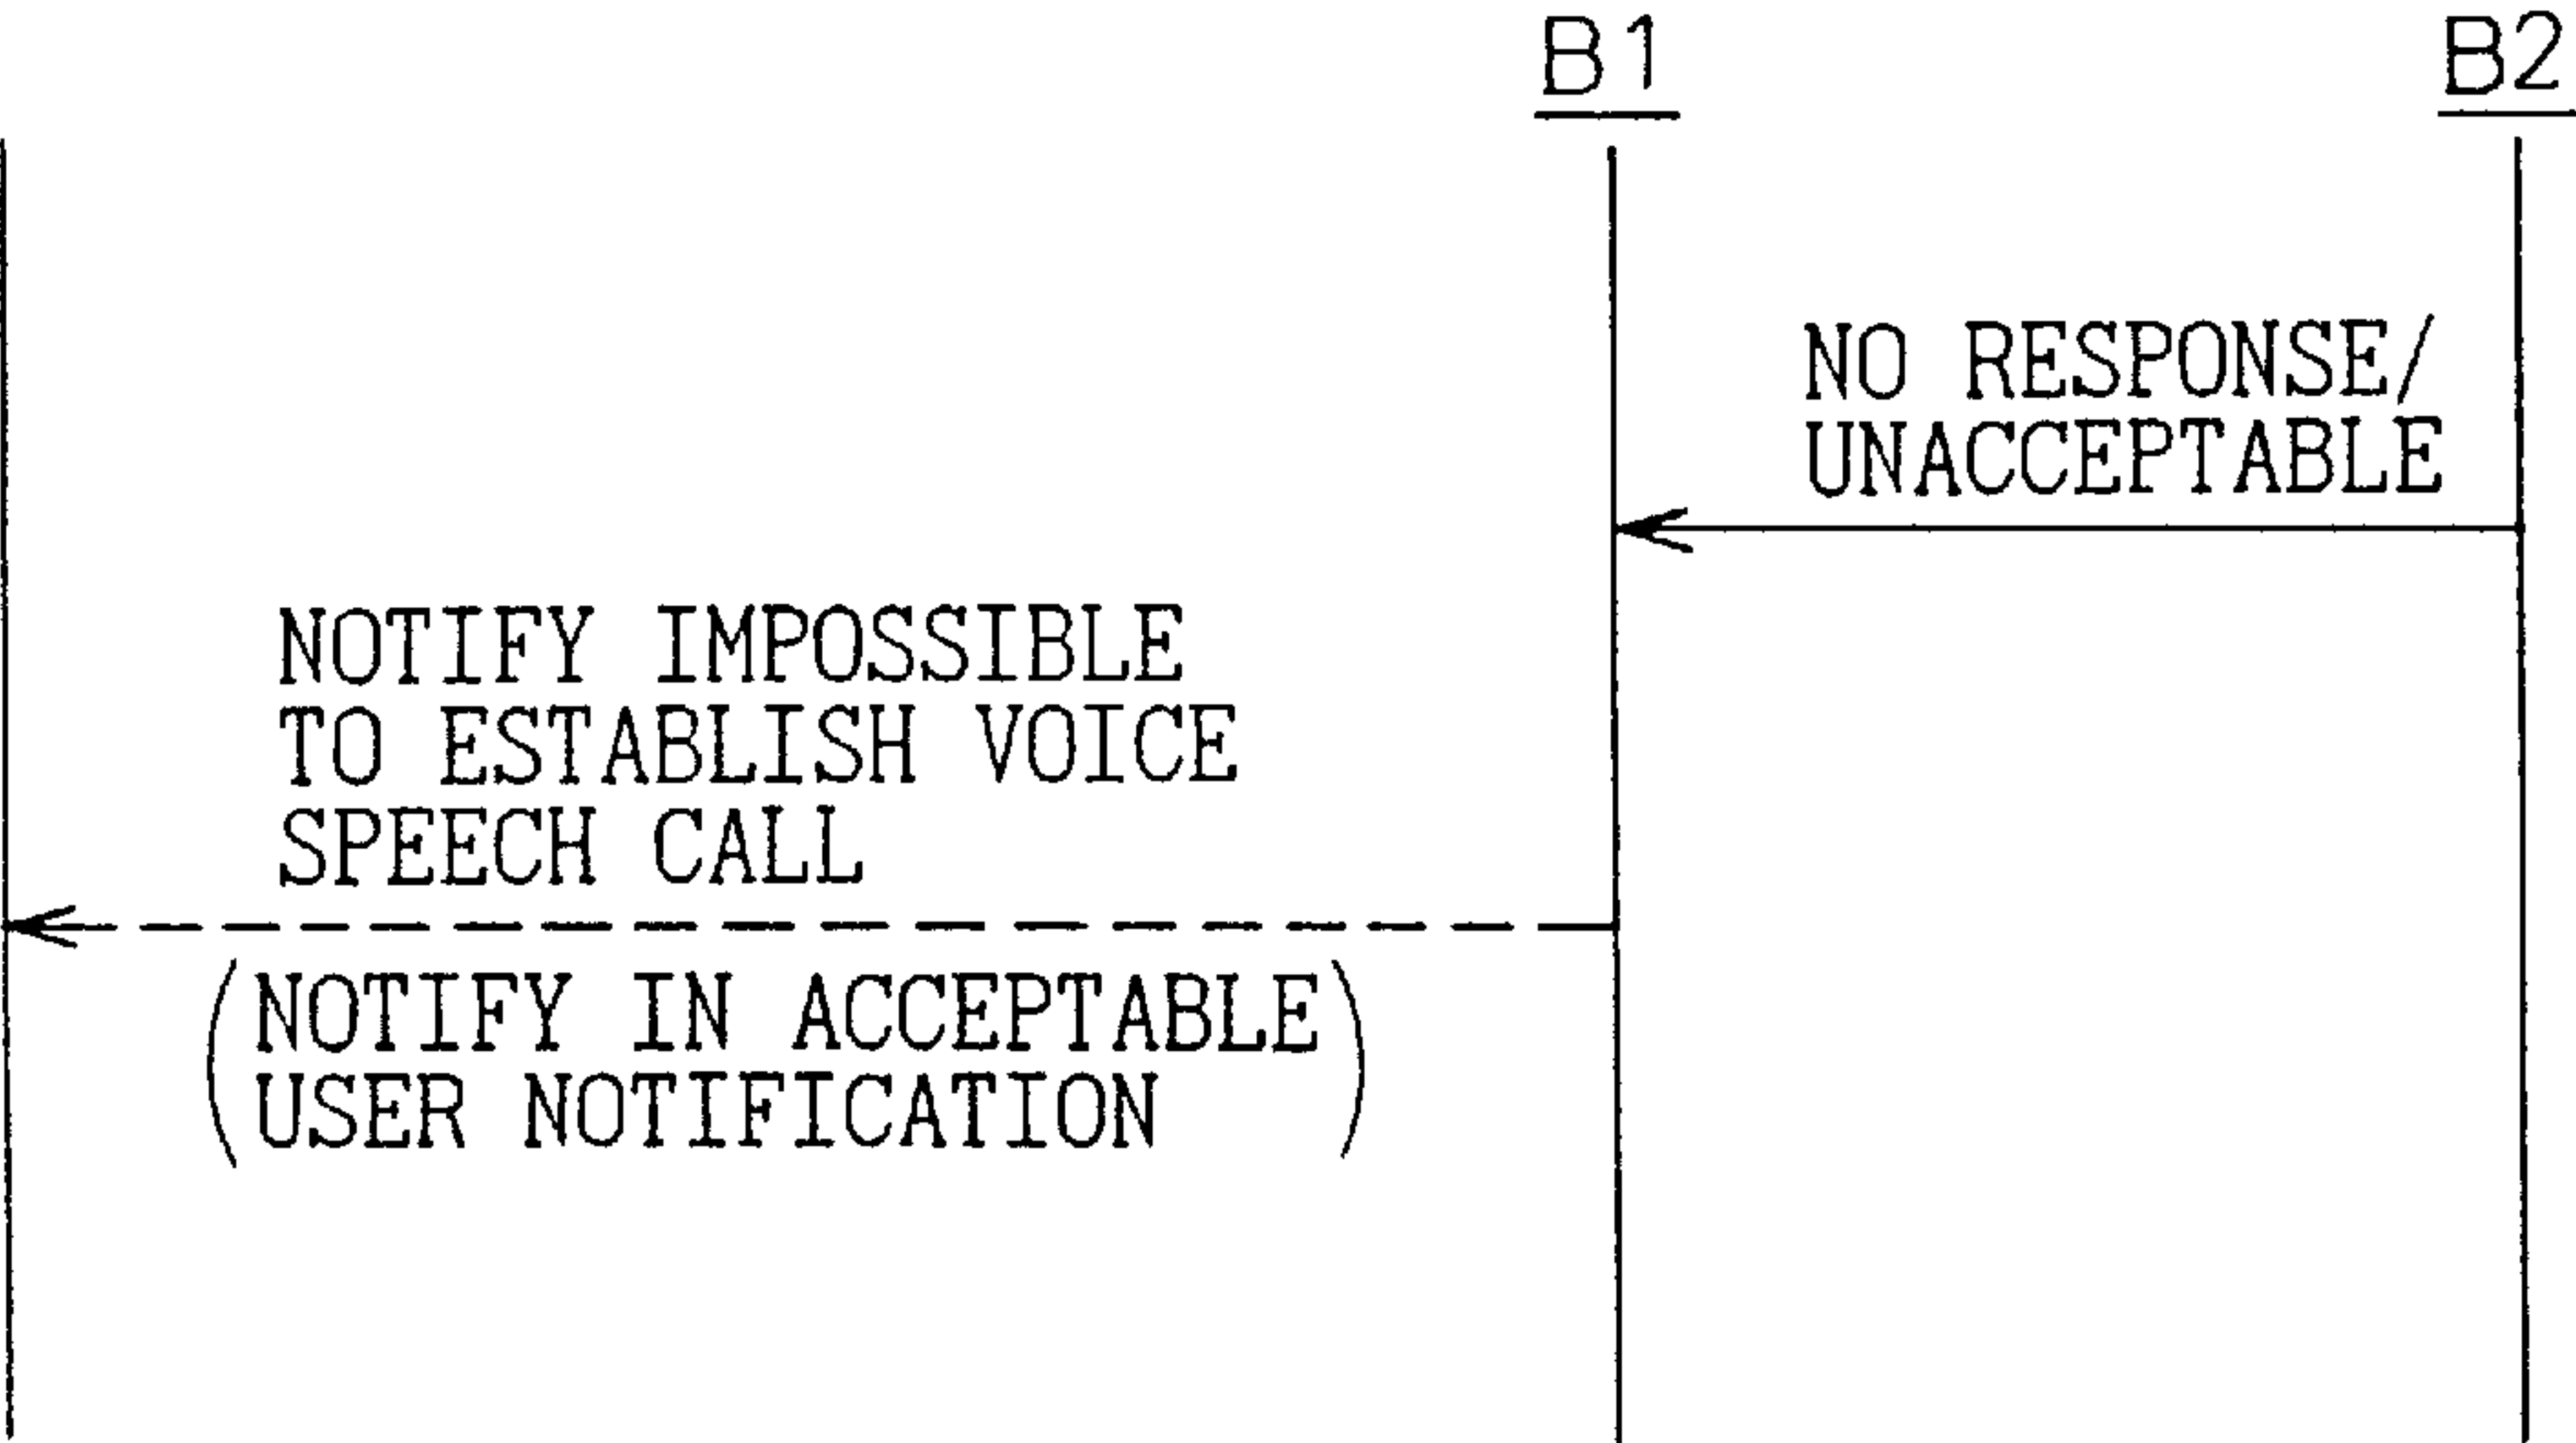 B1
B2
NO RESPONSE/
UNACCEPTABLE
NOTIFY IMPOSSIBLE
TO ESTABLISH VOICE
SPEECH CALL
(NOTIFY IN ACCEPTABLE
USER NOTIFICATION)